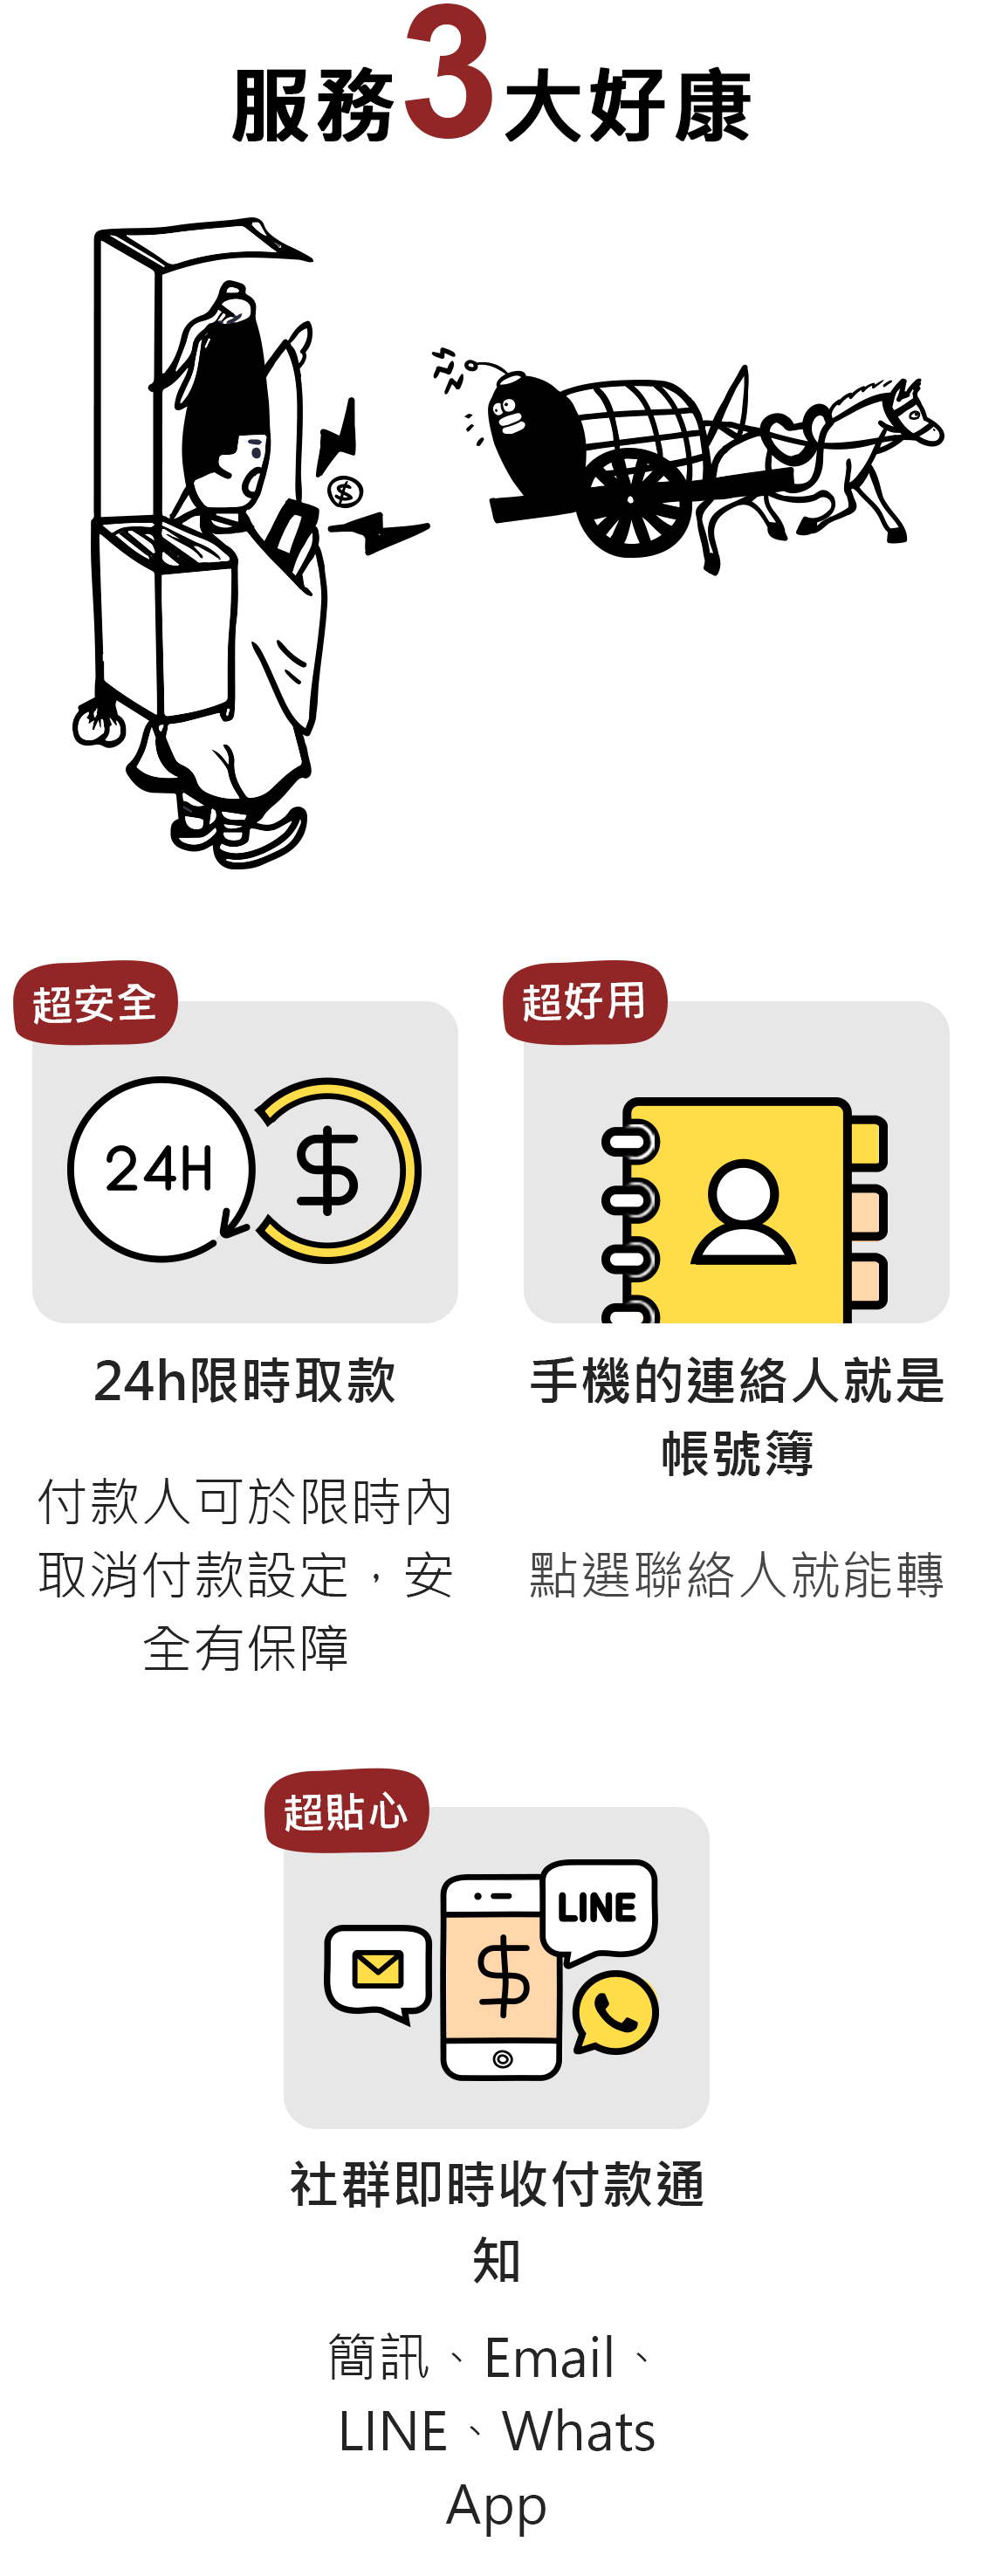 服務3大好康
$
超安全
24H
$
24h限時取款
付款人可於限時內
取消付款設定，安
全有保障
超好用
手機的連絡人就是
帳號簿
點選聯絡人就能轉
超貼心
LINE
$
社群即時收付款通
知
簡訊、Email、
LINE、Whats
App